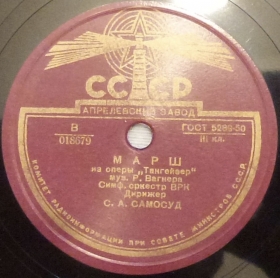 СССР
АПРЕЛЕВСКИЙ ЗАВОД
В
018679
ГОСТ 5289-50
III кл.
МАРШ
из оперы „Тангейзер"
муз. Р. Вагнера
Симф. оркестр ВРК
Дирижер
С. А. САМОСУД
КОМИТЕТ РАДИОИНФОРМАЦИИ ПРИ СОВЕТЕ МИНИСТРОВ СССР